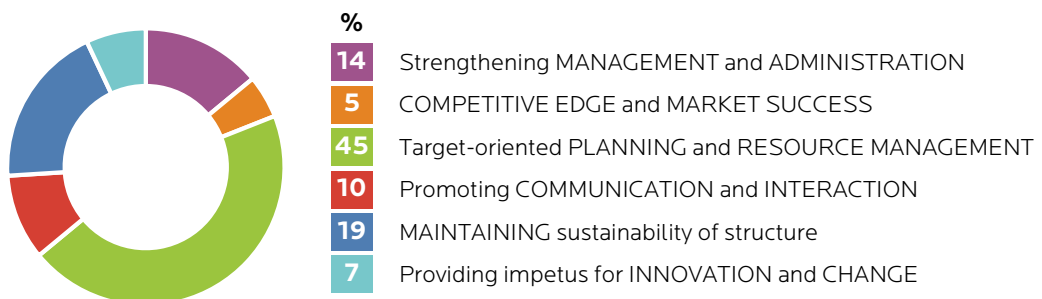 %
14 Strengthening MANAGEMENT and ADMINISTRATION
5 COMPETITIVE EDGE and MARKET SUCCESS
45 Target-oriented PLANNING and RESOURCE MANAGEMENT
10 Promoting COMMUNICATION and INTERACTION
19 MAINTAINING sustainability of structure
7 Providing impetus for INNOVATION and CHANGE